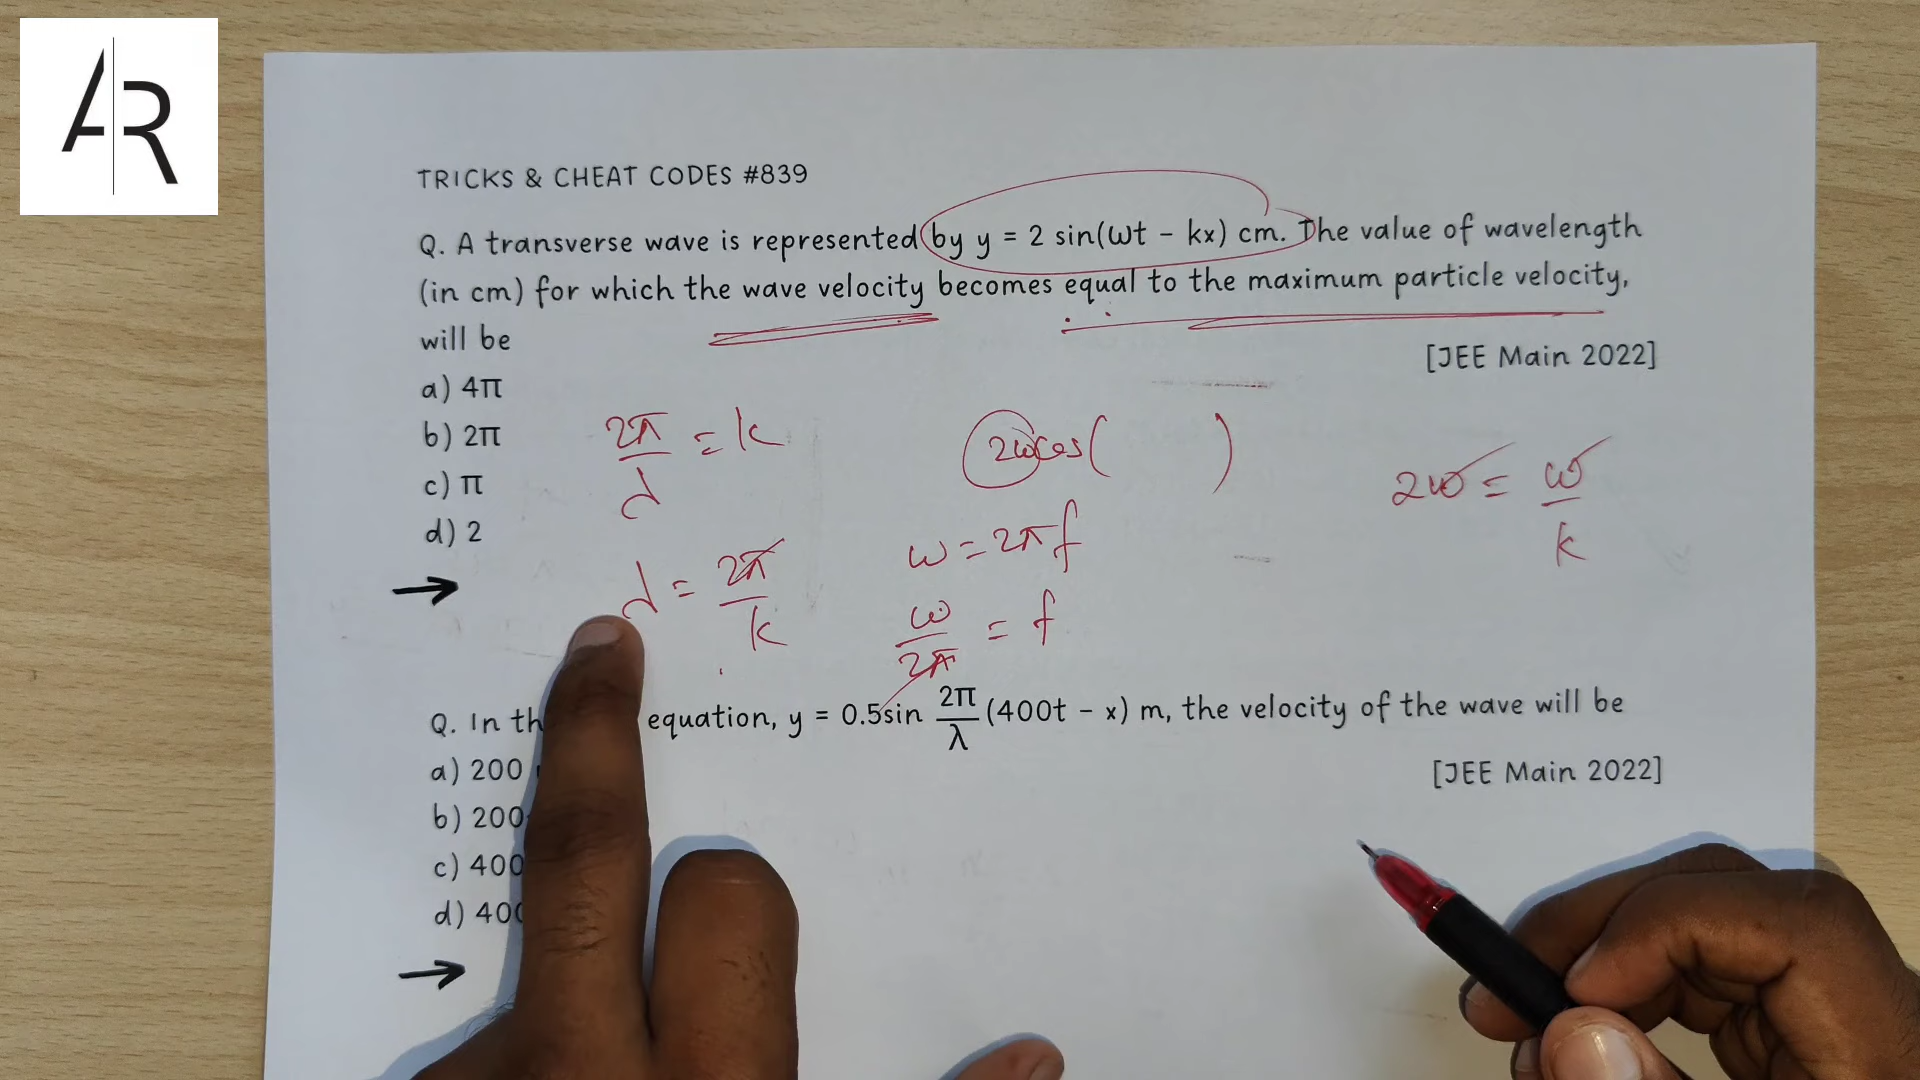 AR
TRICKS & CHEAT CODES #839
Q. A transverse wave is represented by y = 2 sin(ωt - kx) cm. The value of wavelength
(in cm) for which the wave velocity becomes equal to the maximum particle velocity,
will be
[JEE Main 2022]
a) 4π
b) 2π
c) π
d) 2
2π/λ = k
λ = 2π/k
2ωcos( )
ω = 2πf
ω/2π = f
2ω = ω/k
Q. In th equation, y = 0.5sin 2π/λ (400t - x) m, the velocity of the wave will be
[JEE Main 2022]
a) 200
b) 200
c) 400
d) 400